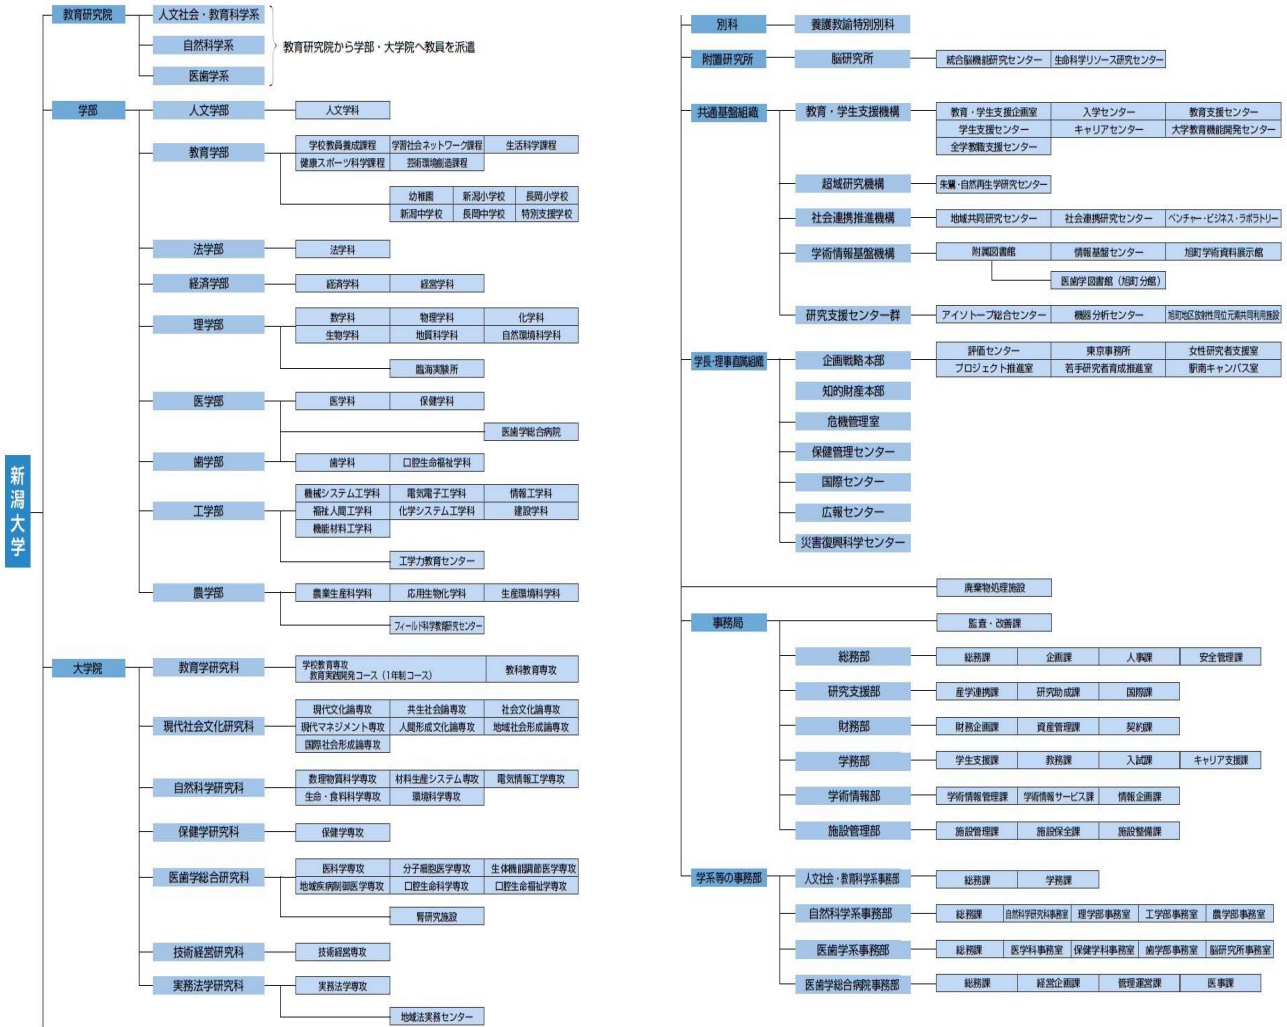 新潟大学
教育研究院
人文社会・教育科学系
自然科学系
医歯学系
教育研究院から学部・大学院へ教員を派遣
学部
人文学部
人文学科
教育学部
学校教員養成課程 学習社会ネットワーク課程 生活科学課程
健康スポーツ科学課程 芸術環境創造課程
幼稚園 新潟小学校 長岡小学校
新潟中学校 長岡中学校 特別支援学校
法学部
法学科
経済学部
経済学科 経営学科
理学部
数学科 物理学科 化学科
生物学科 地質科学科 自然環境科学科
臨海実験所
医学部
医学科 保健学科
医歯学総合病院
歯学部
歯学科 口腔生命福祉学科
工学部
機械システム工学科 電気電子工学科 情報工学科
福祉人間工学科 化学システム工学科 建設学科
機能材料工学科
工学力教育センター
農学部
農業生産科学科 応用生物化学科 生産環境科学科
フィールド科学教育研究センター
大学院
教育学研究科
学校教育専攻 教科教育専攻
教育実践開発コース（1年制コース）
現代社会文化研究科
現代文化論専攻 共生社会論専攻 社会文化論専攻
現代マネジメント専攻 人間形成文化論専攻 地域社会形成論専攻
国際社会形成論専攻
自然科学研究科
数理物質科学専攻 材料生産システム専攻 電気情報工学専攻
生命・食料科学専攻 環境科学専攻
保健学研究科
保健学専攻
医歯学総合研究科
医科学専攻 分子細胞医学専攻 生体機能調節医学専攻
地域疾病制御医学専攻 口腔生命科学専攻 口腔生命福祉学専攻
腎研究施設
技術経営研究科
技術経営専攻
実務法学研究科
実務法学専攻
地域法実務センター
別科
養護教諭特別別科
附置研究所
脳研究所
統合脳機能研究センター 生命科学リソース研究センター
共通基盤組織
教育・学生支援機構
教育・学生支援企画室 入学センター 教育支援センター
学生支援センター キャリアセンター 大学教育機能開発センター
全学教職支援センター
超域研究機構
朱鷺・自然再生学研究センター
社会連携推進機構
地域共同研究センター 社会連携研究センター ベンチャー・ビジネス・ラボラトリー
学術情報基盤機構
附属図書館 情報基盤センター 旭町学術資料展示館
医歯学図書館（旭町分館）
研究支援センター群
アイソトープ総合センター 機器分析センター 旭町地区放射性同位元素共同利用施設
学長・理事直属組織
企画戦略本部
評価センター 東京事務所 女性研究者支援室
プロジェクト推進室 若手研究者育成推進室 駅南キャンパス室
知的財産本部
危機管理室
保健管理センター
国際センター
広報センター
災害復興科学センター
廃棄物処理施設
事務局
監査・改善課
総務部
総務課 企画課 人事課 安全管理課
研究支援部
産学連携課 研究助成課 国際課
財務部
財務企画課 資産管理課 契約課
学務部
学生支援課 教務課 入試課 キャリア支援課
学術情報部
学術情報管理課 学術情報サービス課 情報企画課
施設管理部
施設管理課 施設保全課 施設整備課
学系等の事務部
人文社会・教育科学系事務部
総務課 学務課
自然科学系事務部
総務課 自然科学研究科事務室 理学部事務室 工学部事務室 農学部事務室
医歯学系事務部
総務課 医学科事務室 保健学科事務室 歯学部事務室 脳研究所事務室
医歯学総合病院事務部
総務課 経営企画課 管理運営課 医事課